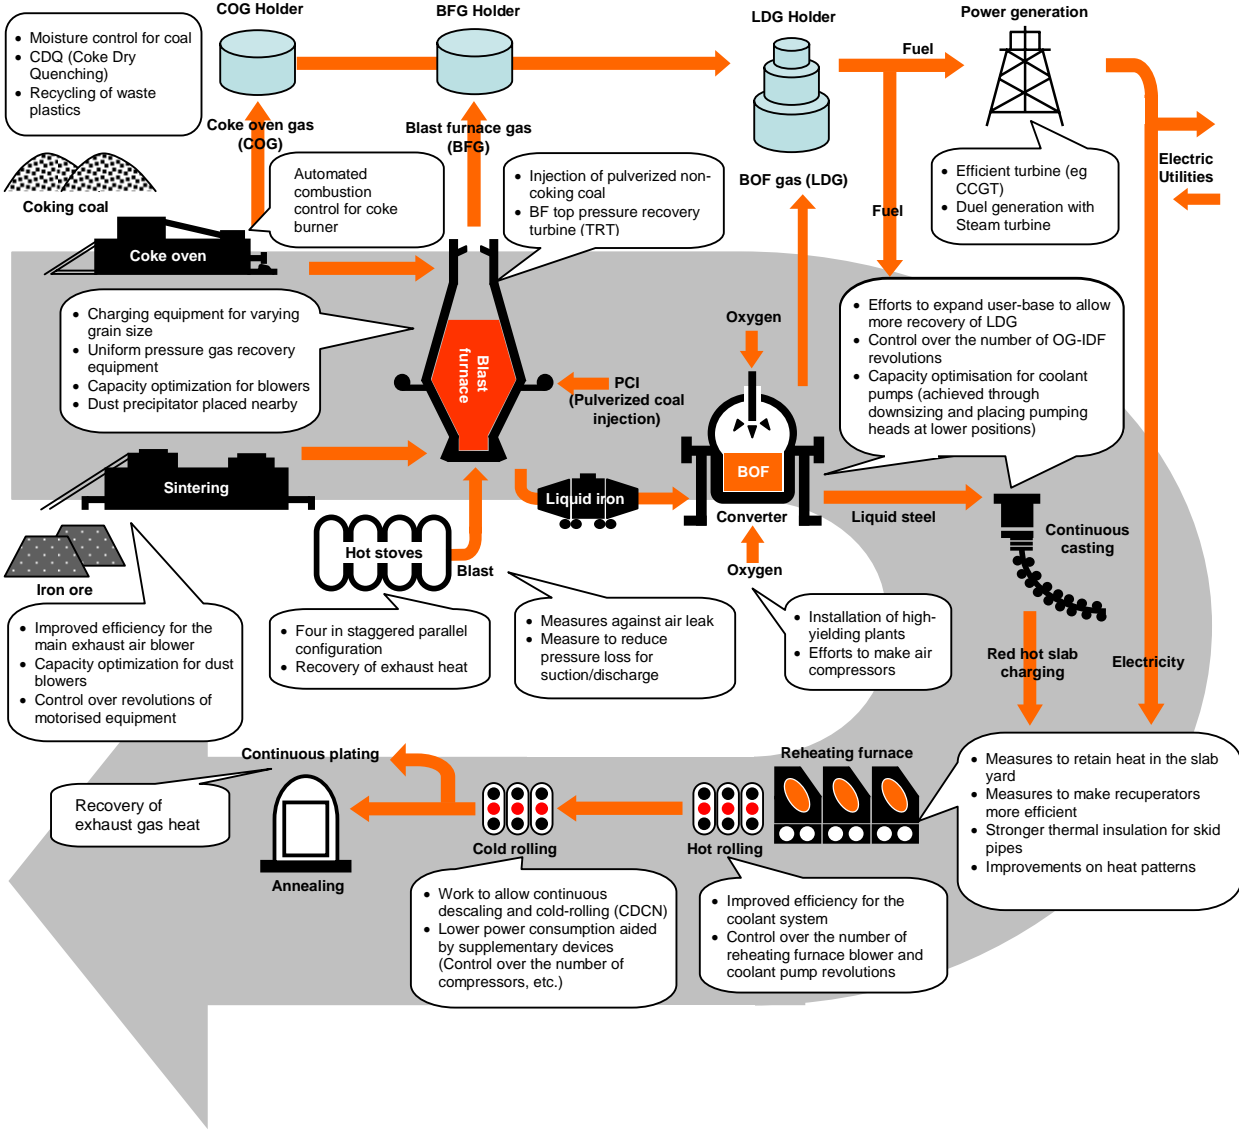 COG Holder
BFG Holder
LDG Holder
Power generation
• Moisture control for coal
• CDQ (Coke Dry
Quenching)
• Recycling of waste
plastics
Fuel
Coke oven gas
(COG)
Blast furnace gas
(BFG)
Electric
Utilities
Coking coal
Automated
combustion
control for coke
burner
• Injection of pulverized non-
coking coal
• BF top pressure recovery
turbine (TRT)
BOF gas (LDG)
Fuel
• Efficient turbine (eg
CCGT)
• Duel generation with
Steam turbine
Coke oven
• Charging equipment for varying
grain size
• Uniform pressure gas recovery
equipment
• Capacity optimization for blowers
• Dust precipitator placed nearby
Blast
furnace
PCI
(Pulverized coal
injection)
Oxygen
• Efforts to expand user-base to allow
more recovery of LDG
• Control over the number of OG-IDF
revolutions
• Capacity optimisation for coolant
pumps (achieved through
downsizing and placing pumping
heads at lower positions)
Sintering
Liquid iron
BOF
Converter
Liquid steel
Continuous
casting
Hot stoves
Blast
Oxygen
Iron ore
• Improved efficiency for the
main exhaust air blower
• Capacity optimization for dust
blowers
• Control over revolutions of
motorised equipment
• Four in staggered parallel
configuration
• Recovery of exhaust heat
• Measures against air leak
• Measure to reduce
pressure loss for
suction/discharge
• Installation of high-
yielding plants
• Efforts to make air
compressors
Red hot slab
charging
Electricity
Continuous plating
Reheating furnace
• Measures to retain heat in the slab
yard
• Measures to make recuperators
more efficient
• Stronger thermal insulation for skid
pipes
• Improvements on heat patterns
Recovery of
exhaust gas heat
Annealing
Cold rolling
Hot rolling
• Work to allow continuous
descaling and cold-rolling (CDCN)
• Lower power consumption aided
by supplementary devices
(Control over the number of
compressors, etc.)
• Improved efficiency for the
coolant system
• Control over the number of
reheating furnace blower and
coolant pump revolutions